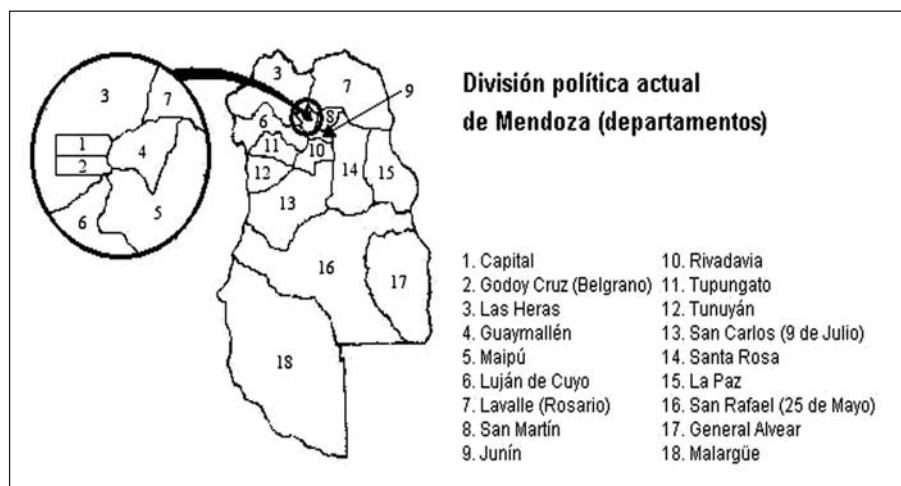 División política actual
de Mendoza (departamentos)
3
7
9
8
6
11
10
12
14
15
13
16
17
18
3
7
1
4
2
5
6
1. Capital
2. Godoy Cruz (Belgrano)
3. Las Heras
4. Guaymallén
5. Maipú
6. Luján de Cuyo
7. Lavalle (Rosario)
8. San Martín
9. Junín
10. Rivadavia
11. Tupungato
12. Tunuyán
13. San Carlos (9 de Julio)
14. Santa Rosa
15. La Paz
16. San Rafael (25 de Mayo)
17. General Alvear
18. Malargüe